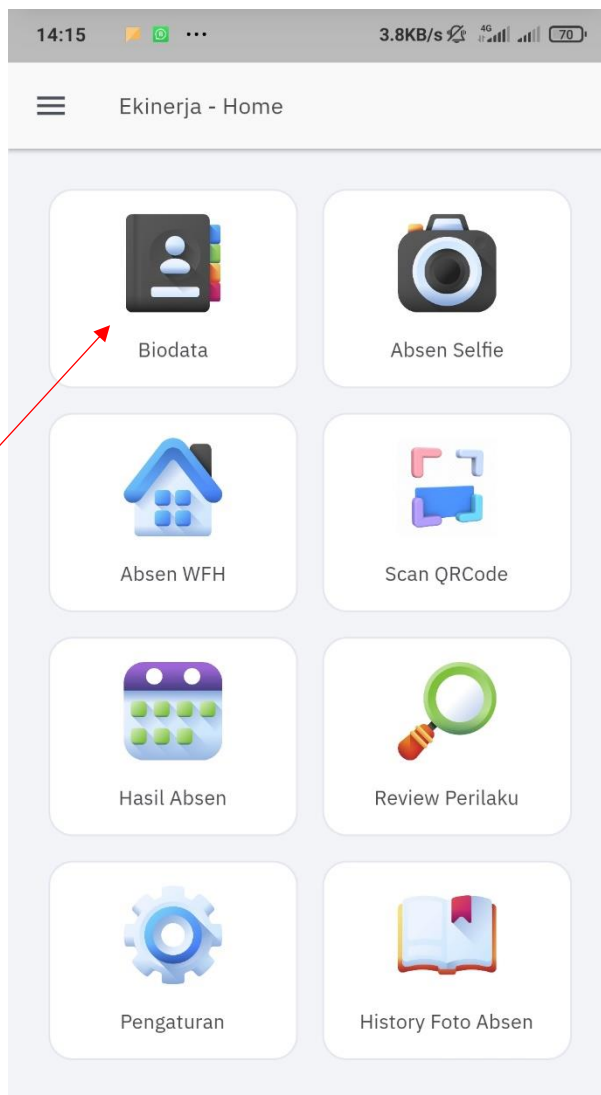 14:15 ... 3.8KB/s 4G 70
Ekinerja - Home
Biodata
Absen Selfie
Absen WFH
Scan QRCode
Hasil Absen
Review Perilaku
Pengaturan
History Foto Absen